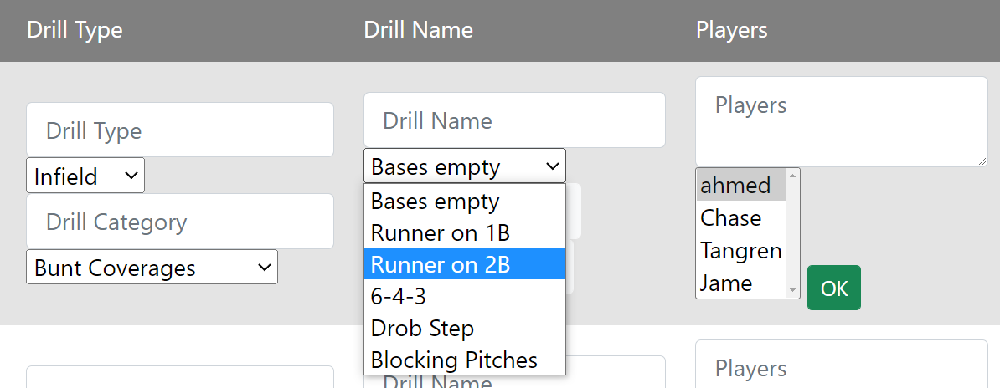 Drill Type
Drill Name
Players
Drill Type
Infield
Drill Category
Bunt Coverages
Drill Name
Bases empty
Bases empty
Runner on 1B
Runner on 2B
6-4-3
Drob Step
Blocking Pitches
Players
ahmed
Chase
Tangren
Jame
OK
Drill Name
Players